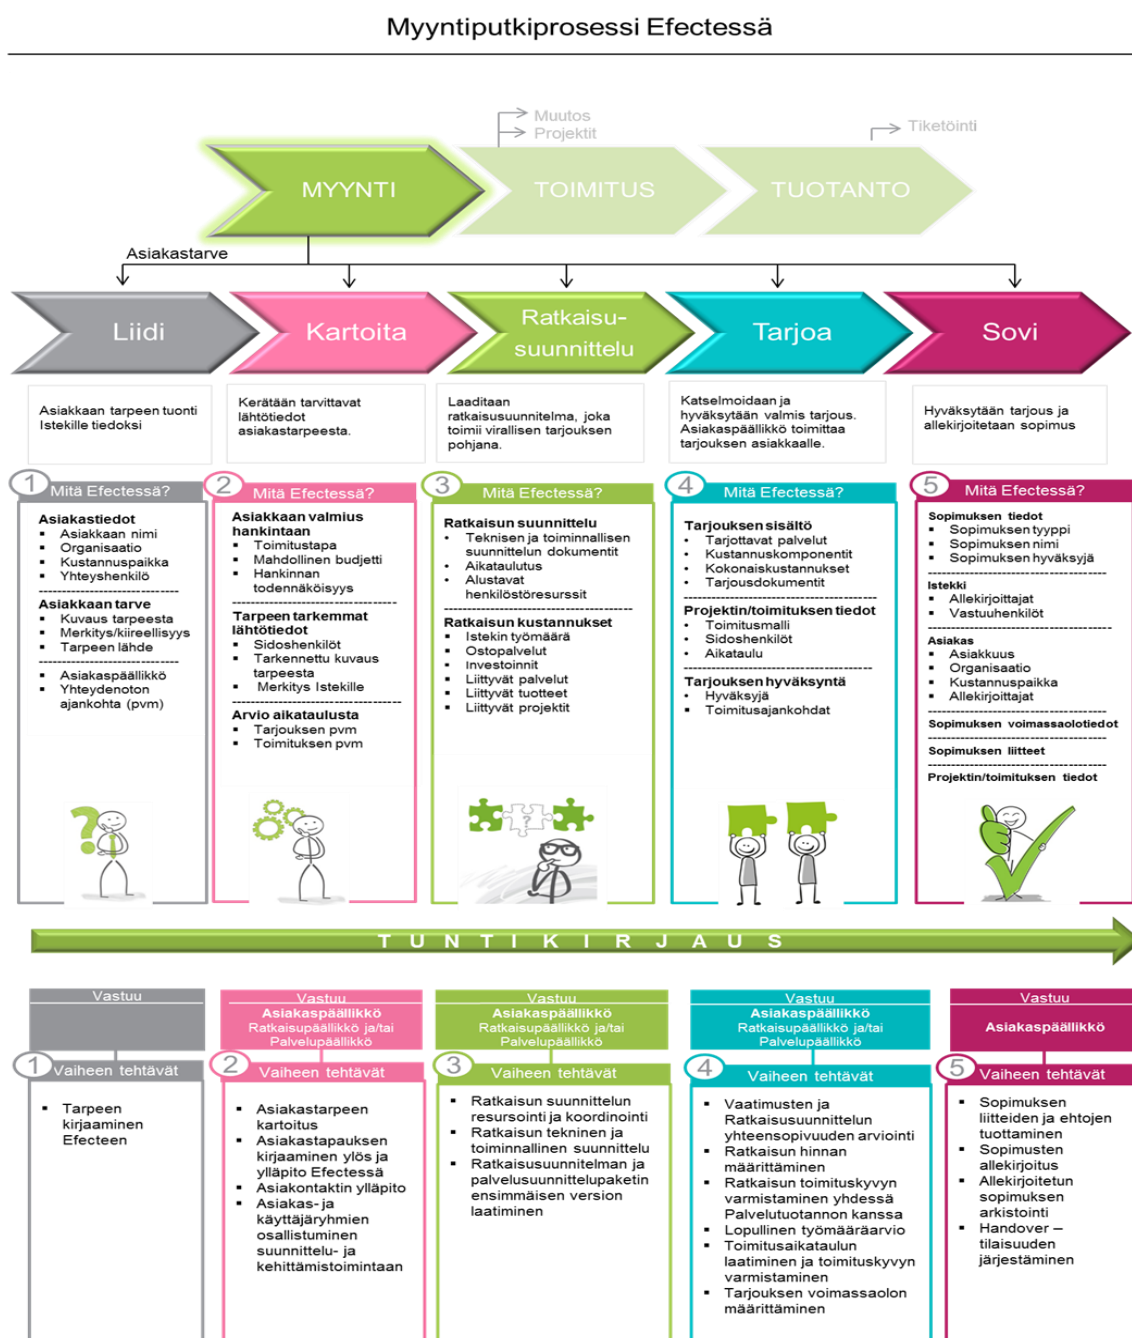 Myyntiputkiprosessi Efectessä
Muutos
Projektit
Tiketöinti
MYYNTI
TOIMITUS
TUOTANTO
Asiakastarve
Liidi
Kartoita
Ratkaisu-
suunnittelu
Tarjoa
Sovi
Asiakkaan tarpeen tuonti
Istekille tiedoksi
Kerätään tarvittavat
lähtötiedot
asiakastarpeesta.
Laaditaan
ratkaisusuunnitelma, joka
toimii virallisen tarjouksen
pohjana.
Katselmoidaan ja
hyväksytään valmis tarjous.
Asiakaspäällikkö toimittaa
tarjouksen asiakkaalle.
Hyväksytään tarjous ja
allekirjoitetaan sopimus
1
Mitä Efectessä?
Asiakastiedot
▪ Asiakkaan nimi
▪ Organisaatio
▪ Kustannuspaikka
▪ Yhteyshenkilö
Asiakkaan tarve
▪ Kuvaus tarpeesta
▪ Merkitys/kiireellisyys
▪ Tarpeen lähde
▪ Asiakaspäällikkö
▪ Yhteydenoton
ajankohta (pvm)
2
Mitä Efectessä?
Asiakkaan valmius
hankintaan
▪ Toimitustapa
▪ Mahdollinen budjetti
▪ Hankinnan
todennäköisyys
Tarpeen tarkemmat
lähtötiedot
▪ Sidoshenkilöt
▪ Tarkennettu kuvaus
tarpeesta
▪ Merkitys Istekille
Arvio aikataulusta
▪ Tarjouksen pvm
▪ Toimituksen pvm
3
Mitä Efectessä?
Ratkaisun suunnittelu
• Teknisen ja toiminnallisen
suunnittelun dokumentit
• Aikataulutus
• Alustavat
henkilöstöresurssit
Ratkaisun kustannukset
▪ Istekin työmäärä
▪ Ostopalvelut
▪ Investoinnit
▪ Liittyvät palvelut
▪ Liittyvät tuotteet
▪ Liittyvät projektit
?
4
Mitä Efectessä?
Tarjouksen sisältö
• Tarjottavat palvelut
• Kustannuskomponentit
• Kokonaiskustannukset
• Tarjousdokumentit
Projektin/toimituksen tiedot
• Toimitusmalli
• Sidoshenkilöt
• Aikataulu
Tarjouksen hyväksyntä
• Hyväksyjä
• Toimitusajankohdat
5
Mitä Efectessä?
Sopimuksen tiedot
▪ Sopimuksen tyyppi
▪ Sopimuksen nimi
▪ Sopimuksen hyväksyjä
Istekki
▪ Allekirjoittajat
▪ Vastuuhenkilöt
Asiakas
▪ Asiakkuus
▪ Organisaatio
▪ Kustannuspaikka
▪ Allekirjoittajat
Sopimuksen voimassaolotiedot
Sopimuksen liitteet
Projektin/toimituksen tiedot
T U N T I K I R J A U S
Vastuu
1
Vaiheen tehtävät
▪ Tarpeen
kirjaaminen
Efecteen
Vastuu
Asiakaspäällikkö
Ratkaisupäällikkö ja/tai
Palvelupäällikkö
2
Vaiheen tehtävät
▪ Asiakastarpeen
kartoitus
▪ Asiakastapauksen
kirjaaminen ylös ja
ylläpito Efectessä
▪ Asiakontaktin ylläpito
▪ Asiakas- ja
käyttäjäryhmien
osallistuminen
suunnittelu- ja
kehittämistoimintaan
Vastuu
Asiakaspäällikkö
Ratkaisupäällikkö ja/tai
Palvelupäällikkö
3
Vaiheen tehtävät
▪ Ratkaisun suunnittelun
resursointi ja koordinointi
▪ Ratkaisun tekninen ja
toiminnallinen suunnittelu
▪ Ratkaisusuunnitelman ja
palvelusuunnittelupaketin
ensimmäisen version
laatiminen
Vastuu
Asiakaspäällikkö
Ratkaisupäällikkö ja/tai
Palvelupäällikkö
4
Vaiheen tehtävät
▪ Vaatimusten ja
Ratkaisusuunnittelun
yhteensopivuuden arviointi
▪ Ratkaisun hinnan
määrittäminen
▪ Ratkaisun toimituskyvyn
varmistaminen yhdessä
Palvelutuotannon kanssa
▪ Lopullinen työmääräarvio
▪ Toimitusaikataulun
laatiminen ja toimituskyvyn
varmistaminen
▪ Tarjouksen voimassaolon
määrittäminen
Vastuu
Asiakaspäällikkö
5
Vaiheen tehtävät
▪ Sopimuksen
liitteiden ja ehtojen
tuottaminen
▪ Sopimusten
allekirjoitus
▪ Allekirjoitetun
sopimuksen
arkistointi
▪ Handover –
tilaisuuden
järjestäminen